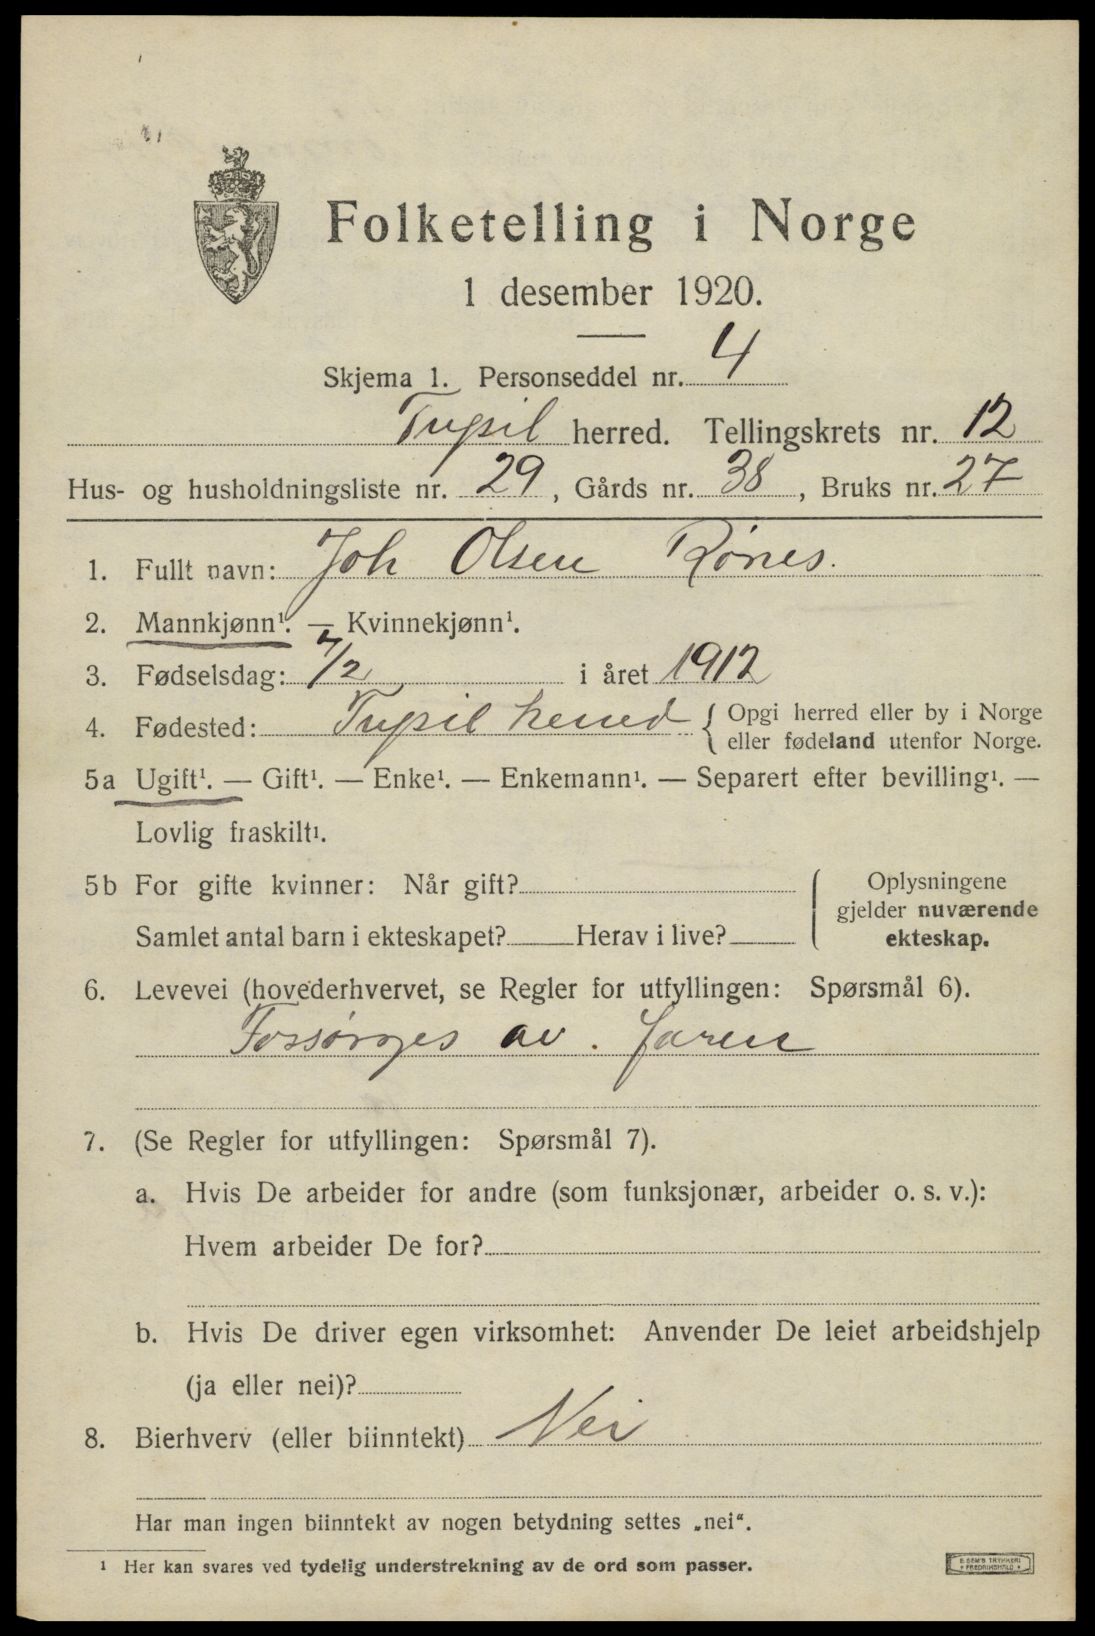 Folketelling i Norge
1 desember 1920.
Skjema 1. Personseddel nr. 4
Trysil herred. Tellingskrets nr. 12
Hus- og husholdningsliste nr. 29, Gårds nr. 38, Bruks nr. 27
1. Fullt navn: Joh Olsen Rønes.
2. Mannkjønn¹. — Kvinnekjønn¹.
3. Fødselsdag: 7/2 i året 1912
4. Fødested: Trysil herred { Opgi herred eller by i Norge
eller fødeland utenfor Norge.
5a Ugift¹. — Gift¹. — Enke¹. — Enkemann¹. — Separert efter bevilling¹. —
Lovlig fraskilt¹.
5b For gifte kvinner: Når gift?
Samlet antal barn i ekteskapet? Herav i live?
Oplysningene
gjelder nuværende
ekteskap.
6. Levevei (hovederhvervet, se Regler for utfyllingen: Spørsmål 6).
Forsørges av. faren
7. (Se Regler for utfyllingen: Spørsmål 7).
a. Hvis De arbeider for andre (som funksjonær, arbeider o. s. v.):
Hvem arbeider De for?
b. Hvis De driver egen virksomhet: Anvender De leiet arbeidshjelp
(ja eller nei)?
8. Bierhverv (eller biinntekt) Nei
Har man ingen biinntekt av nogen betydning settes „nei".
¹ Her kan svares ved tydelig understrekning av de ord som passer.
E. SEM'S TRYKKERI
• FREDRIKSHALD •